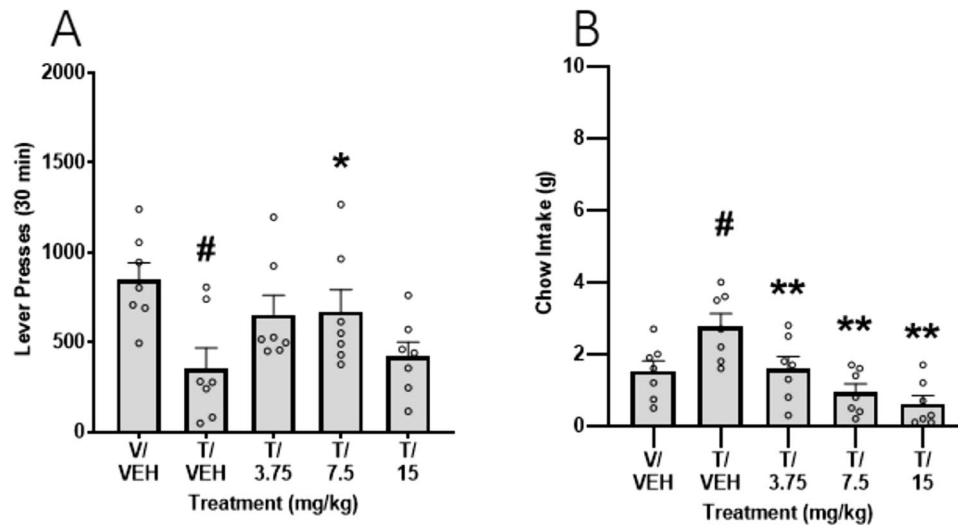 A
Lever Presses (30 min)
2000
1500
1000
500
0
#
*
V/
VEH
T/
VEH
T/
3.75
T/
7.5
T/
15
Treatment (mg/kg)
B
Chow Intake (g)
10
8
6
4
2
0
#
**
**
**
V/
VEH
T/
VEH
T/
3.75
T/
7.5
T/
15
Treatment (mg/kg)